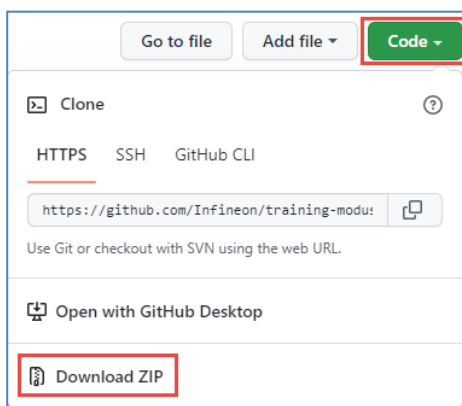 Go to file Add file Code
Clone
HTTPS SSH GitHub CLI
https://github.com/Infineon/training-modus
Use Git or checkout with SVN using the web URL.
Open with GitHub Desktop
Download ZIP